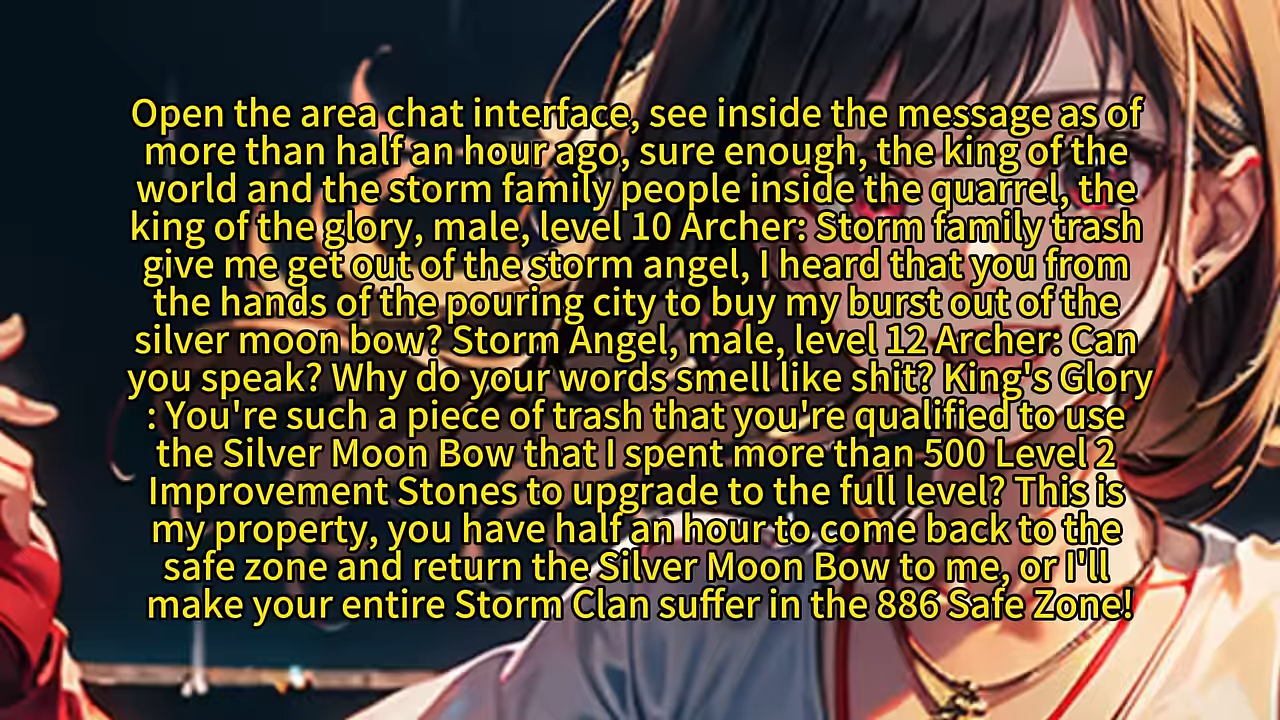 Open the area chat interface, see inside the message as of
more than half an hour ago, sure enough, the king of the
world and the storm family people inside the quarrel, the
king of the glory, male, level 10 Archer: Storm family trash
give me get out of the storm angel, I heard that you from
the hands of the pouring city to buy my burst out of the
silver moon bow? Storm Angel, male, level 12 Archer: Can
you speak? Why do your words smell like shit? King's Glory
: You're such a piece of trash that you're qualified to use
the Silver Moon Bow that I spent more than 500 Level 2
Improvement Stones to upgrade to the full level? This is
my property, you have half an hour to come back to the
safe zone and return the Silver Moon Bow to me, or I'll
make your entire Storm Clan suffer in the 886 Safe Zone!